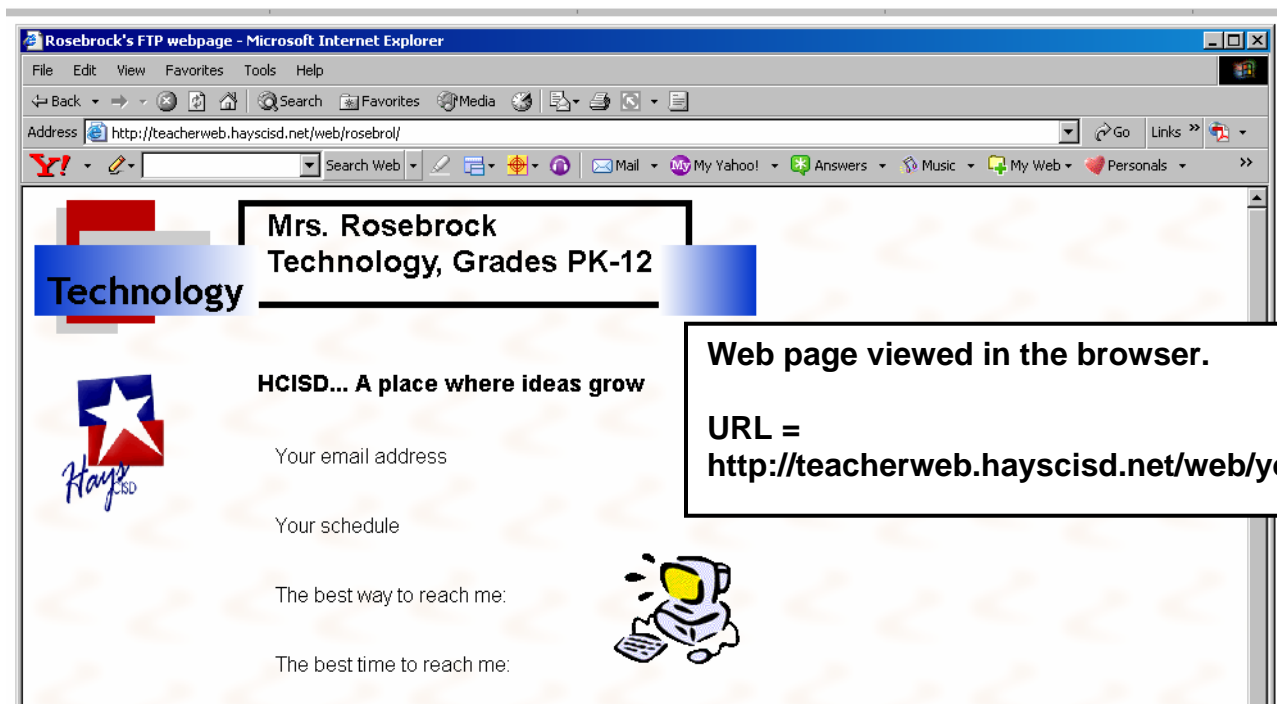 Rosebrock's FTP webpage - Microsoft Internet Explorer
File Edit View Favorites Tools Help
Back Search Favorites Media
Address http://teacherweb.hayscisd.net/web/rosebrol/ Go Links »
Y! Search Web Mail My Yahoo! Answers Music My Web Personals »
Mrs. Rosebrock
Technology, Grades PK-12
Technology
Web page viewed in the browser.
HCISD... A place where ideas grow
URL =
http://teacherweb.hayscisd.net/web/
Your email address
Hays
CISD
Your schedule
The best way to reach me:
The best time to reach me: